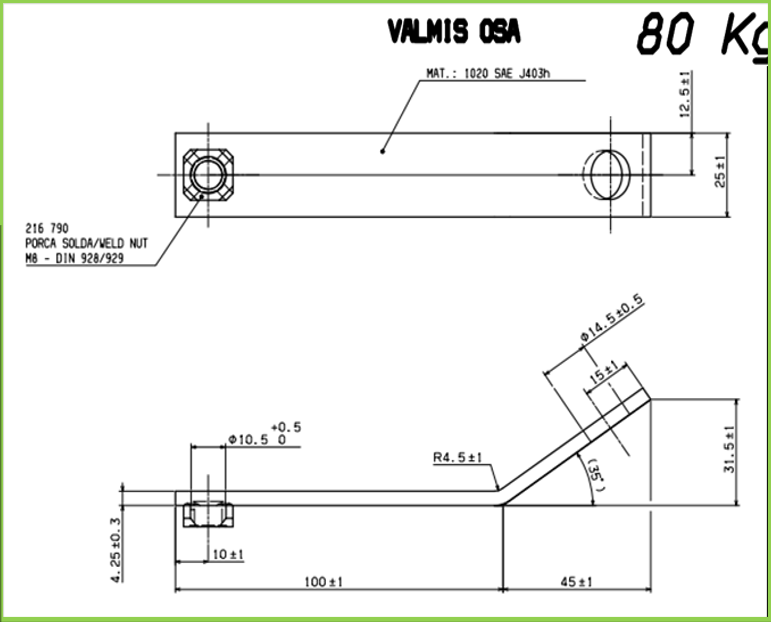 VALMIS OSA
80 Kg
MAT.: 1020 SAE J403h
12.5±1
25±1
216 790
PORCA SOLDA/WELD NUT
M8 - DIN 928/929
Φ14.5±0.5
15±1
+0.5
Φ10.5 0
R4.5±1
(35°)
31.5±1
4.25±0.3
10±1
100±1
45±1